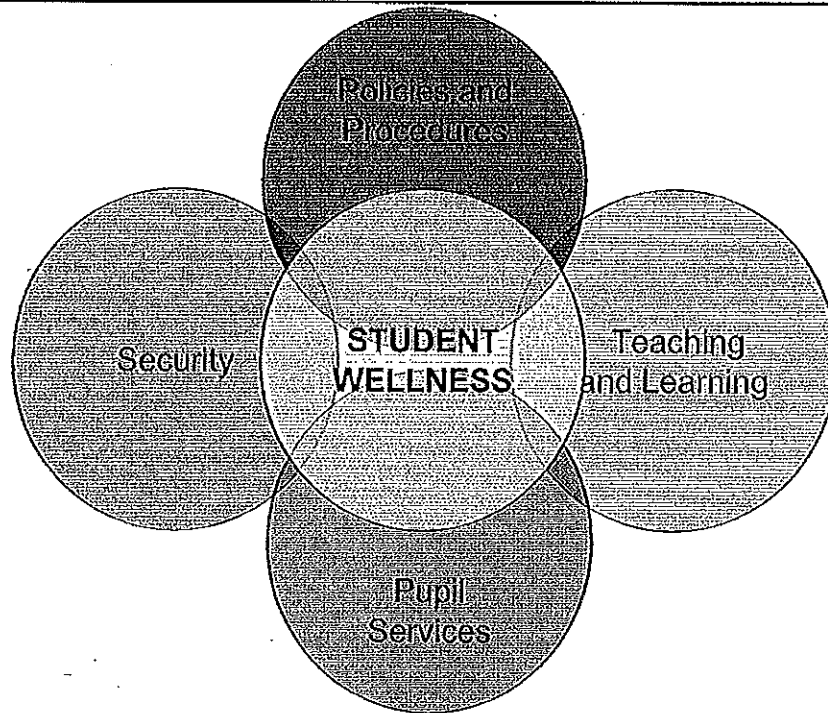 Policies and
Procedures
Security
STUDENT
WELLNESS
Teaching
and Learning
Pupil
Services